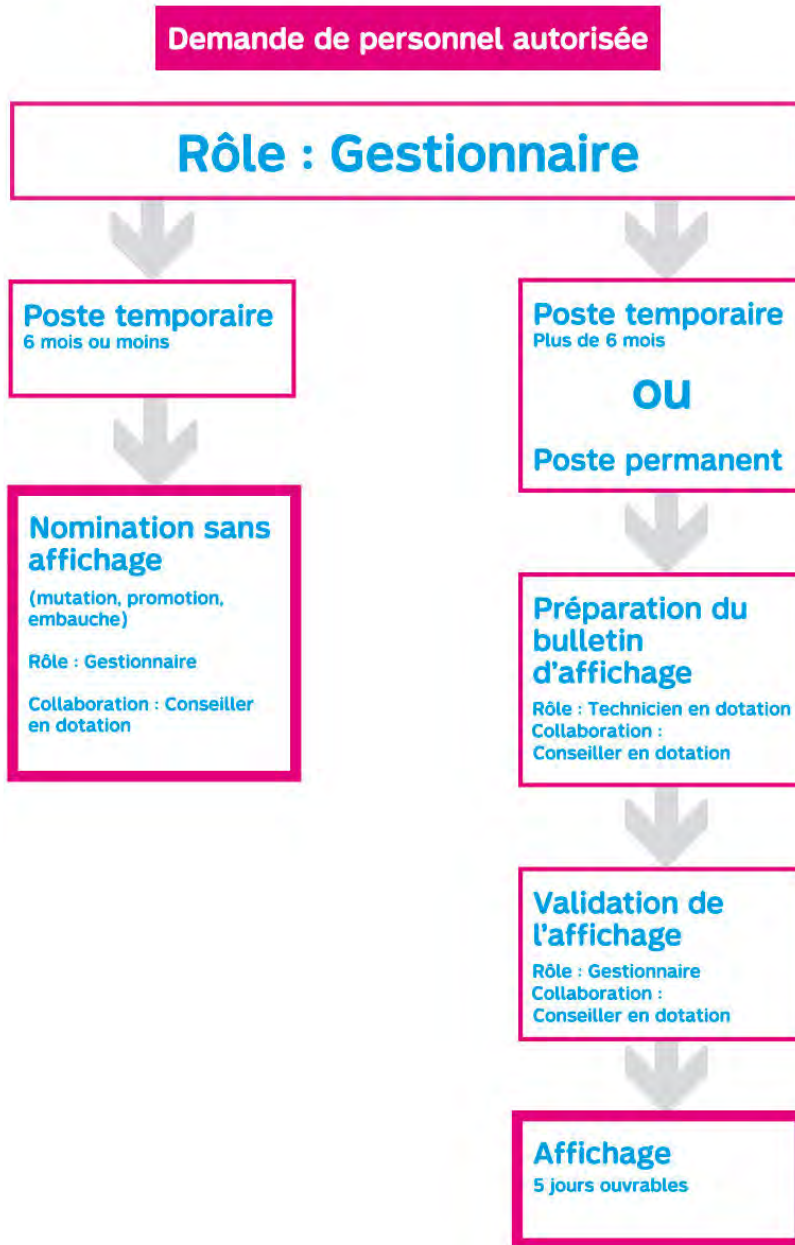 Demande de personnel autorisée
Rôle : Gestionnaire
Poste temporaire
6 mois ou moins
Nomination sans
affichage
(mutation, promotion,
embauche)
Rôle : Gestionnaire
Collaboration : Conseiller
en dotation
Poste temporaire
Plus de 6 mois
ou
Poste permanent
Préparation du
bulletin
d'affichage
Rôle : Technicien en dotation
Collaboration :
Conseiller en dotation
Validation de
l'affichage
Rôle : Gestionnaire
Collaboration :
Conseiller en dotation
Affichage
5 jours ouvrables